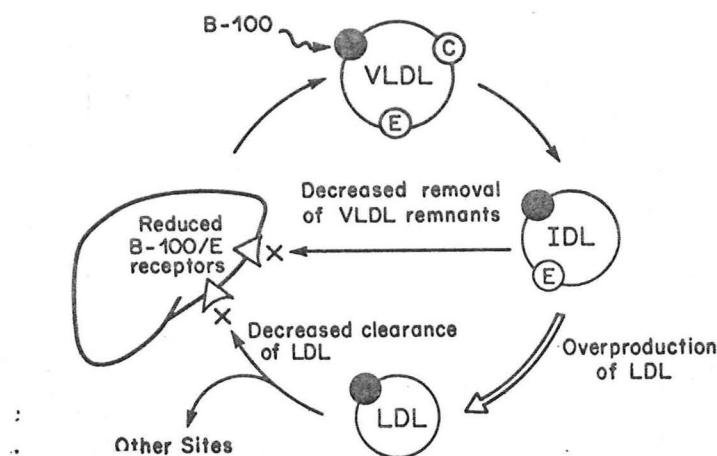 B-100
C
VLDL
E
Decreased removal
of VLDL remnants
Reduced
B-100/E
receptors
IDL
E
×
×
Decreased clearance
of LDL
Overproduction
of LDL
LDL
Other Sites